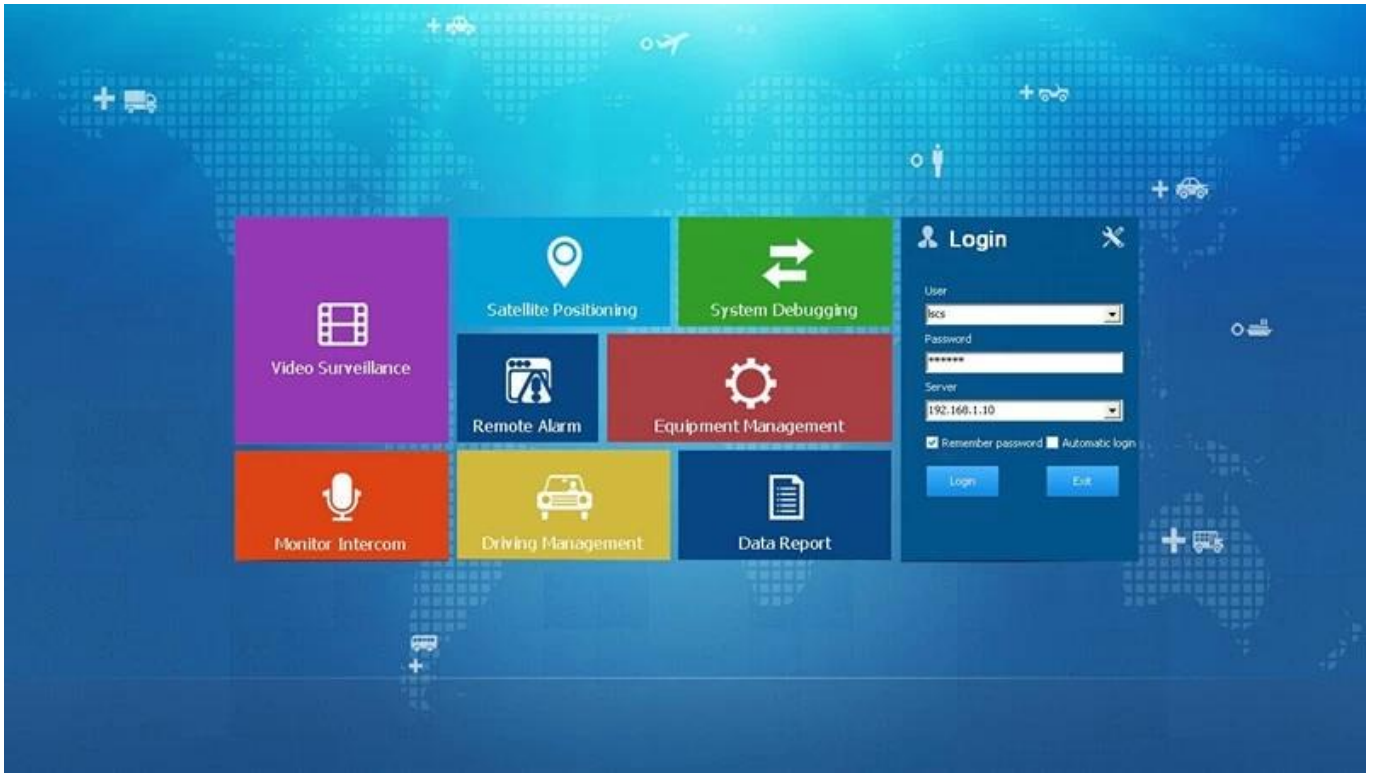 Login
Satellite Positioning
System Debugging
User
lscs
Password
******
Video Surveillance
Server
192.168.1.10
Remote Alarm
Equipment Management
Remember password
Automatic login
Login
Exit
Monitor Intercom
Driving Management
Data Report